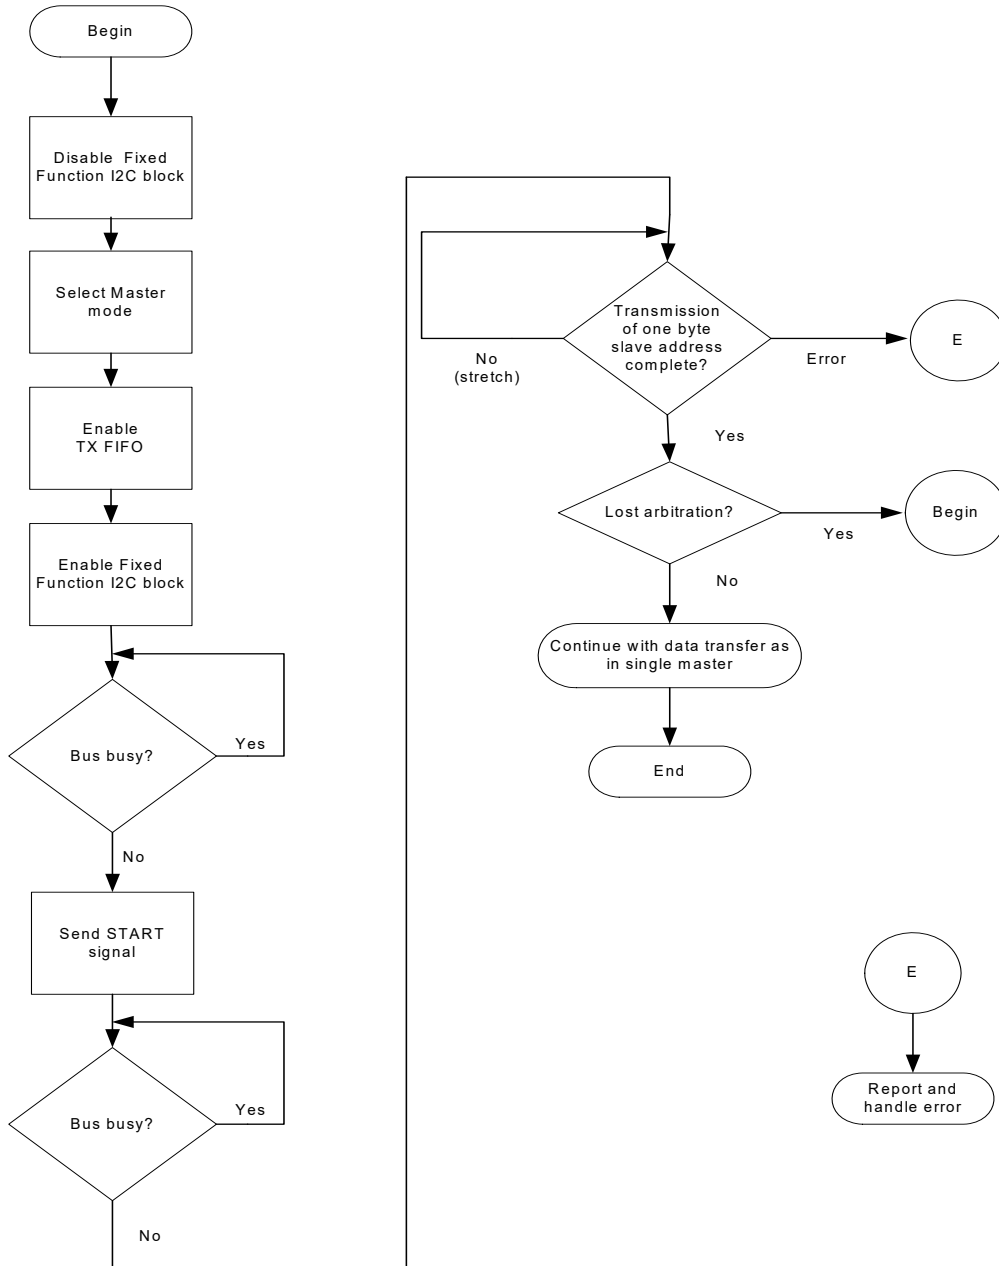 Begin
Disable Fixed
Function I2C block
Select Master
mode
Enable
TX FIFO
Enable Fixed
Function I2C block
Bus busy?
Yes
No
Send START
signal
Bus busy?
Yes
No
Transmission
of one byte
slave address
complete?
No
(stretch)
Error
E
Yes
Lost arbitration?
Yes
Begin
No
Continue with data transfer as
in single master
End
E
Report and
handle error